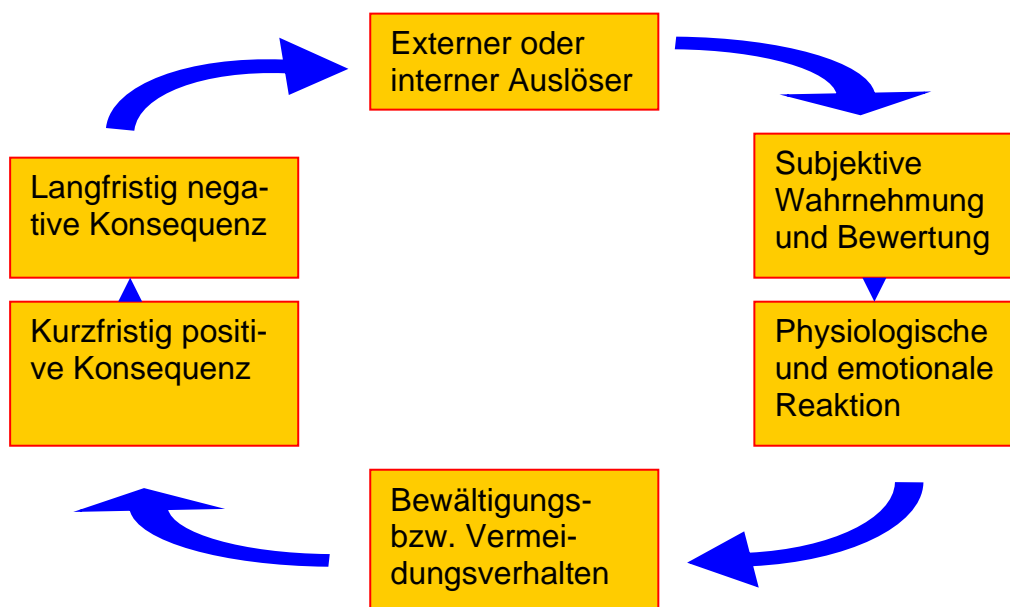 Externer oder
interner Auslöser
Subjektive
Wahrnehmung
und Bewertung
Physiologische
und emotionale
Reaktion
Bewältigungs-
bzw. Vermei-
dungsverhalten
Kurzfristig positi-
ve Konsequenz
Langfristig nega-
tive Konsequenz